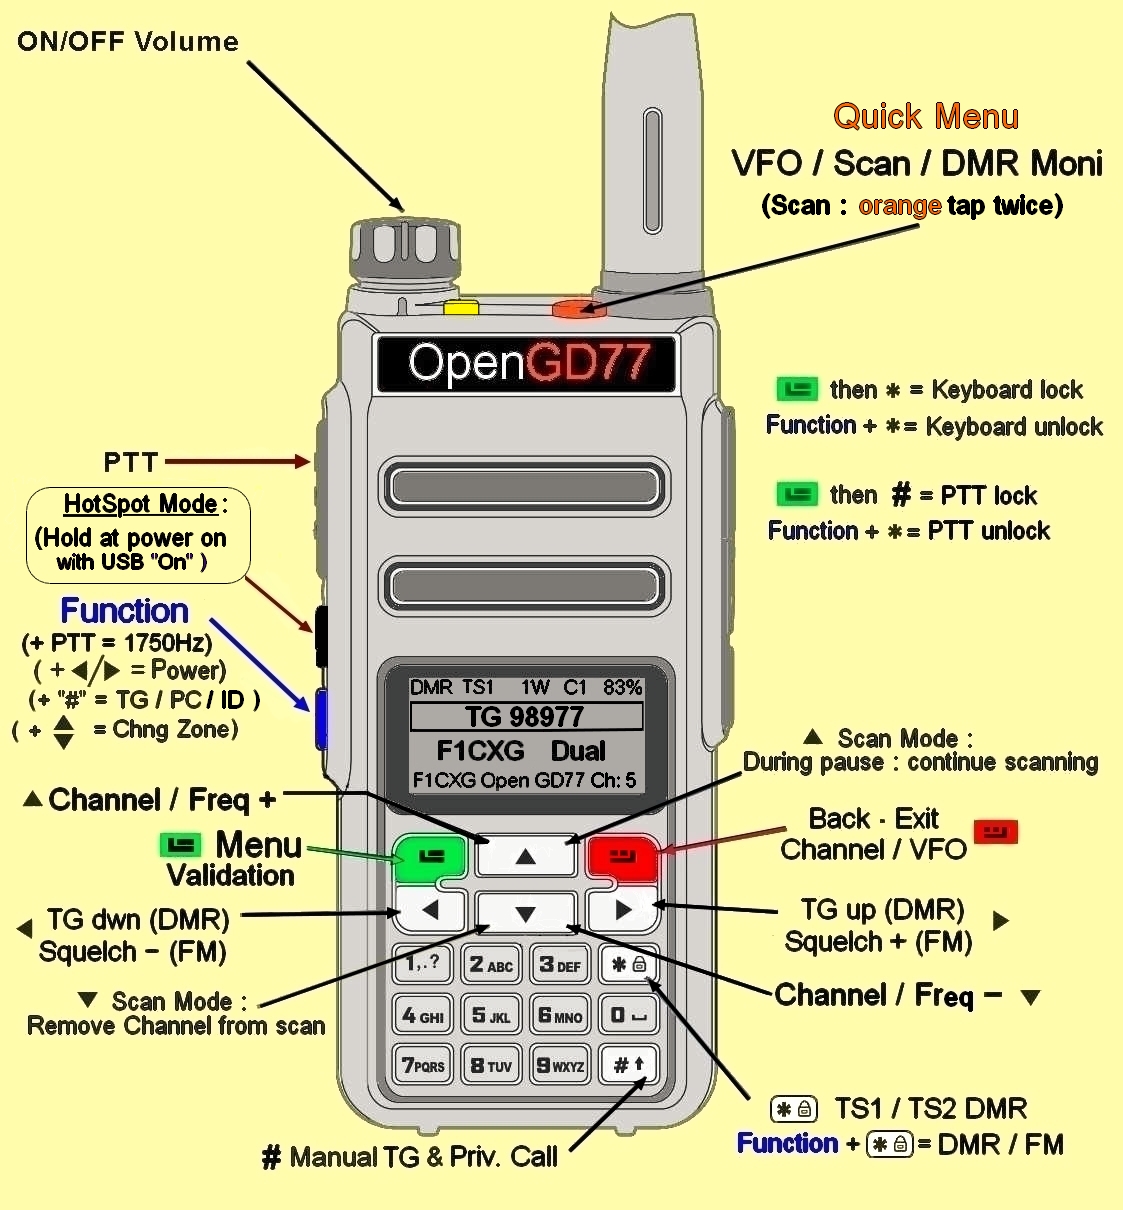 ON/OFF Volume
Quick Menu
VFO / Scan / DMR Moni
(Scan : orange tap twice)
OpenGD77
then * = Keyboard lock
Function + *= Keyboard unlock
then # = PTT lock
Function + *= PTT unlock
PTT
HotSpot Mode :
(Hold at power on
with USB "On" )
Function
(+ PTT = 1750Hz)
( + ◀/▶ = Power)
(+ "#" = TG / PC / ID )
( + ▲▼ = Chng Zone)
DMR TS1 1W C1 83%
TG 98977
F1CXG Dual
F1CXG Open GD77 Ch: 5
▲ Scan Mode :
During pause : continue scanning
▲ Channel / Freq +
Menu
Validation
Back - Exit
Channel / VFO
◀ TG dwn (DMR)
Squelch − (FM)
TG up (DMR) ▶
Squelch + (FM)
▼ Scan Mode :
Remove Channel from scan
Channel / Freq − ▼
▲
◀ ▼ ▶
1,.? 2 ABC 3 DEF *
4 GHI 5 JKL 6 MNO 0
7PQRS 8 TUV 9WXYZ #
* TS1 / TS2 DMR
Function + * = DMR / FM
# Manual TG & Priv. Call